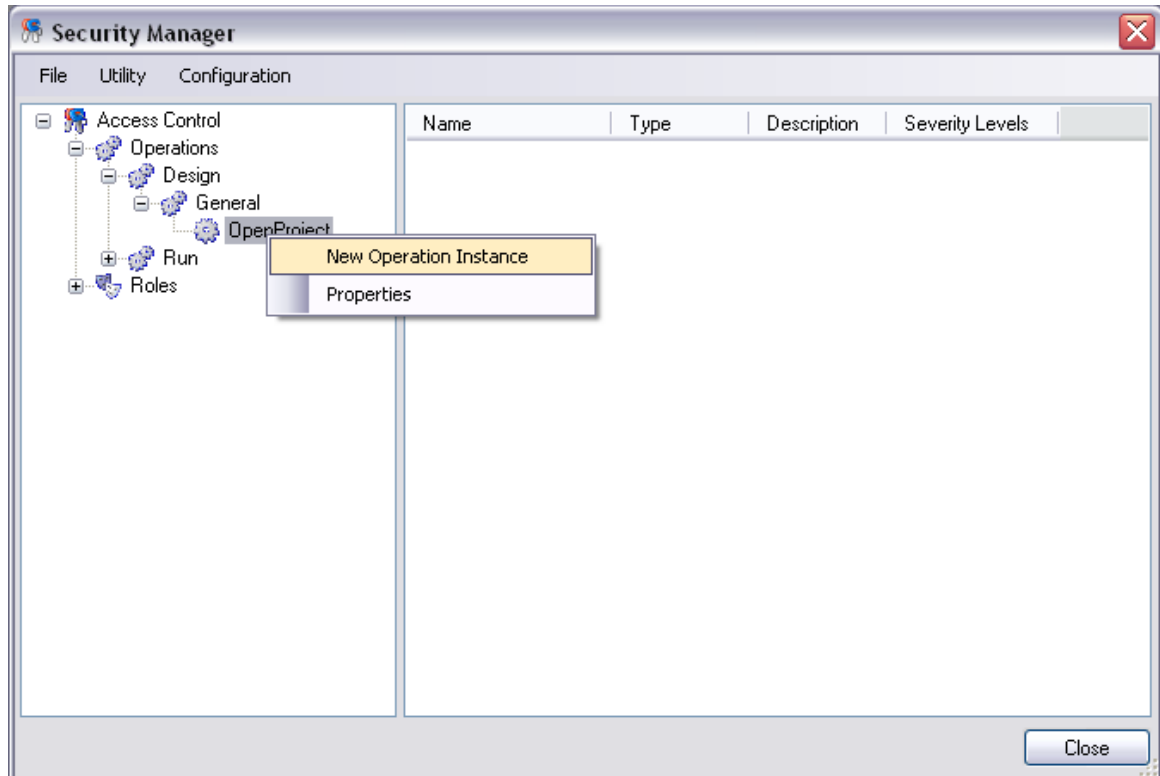 Security Manager
File Utility Configuration
Access Control
Operations
Design
General
OpenProject
Run
Roles
Name Type Description Severity Levels
New Operation Instance
Properties
Close